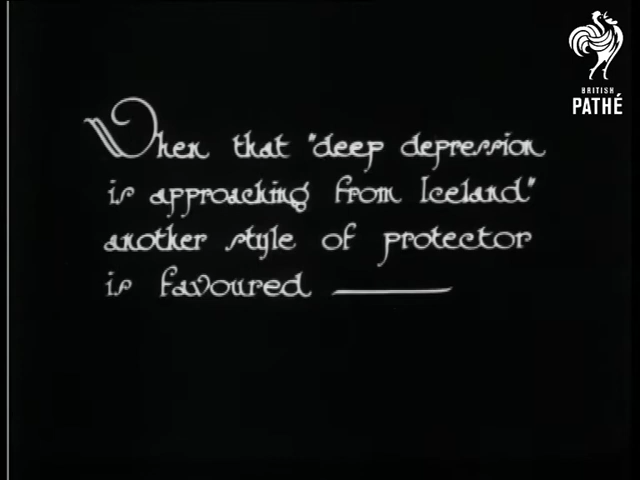 BRITISH
PATHÉ
When that "deep depression
is approaching from Iceland"
another style of protector
is favoured